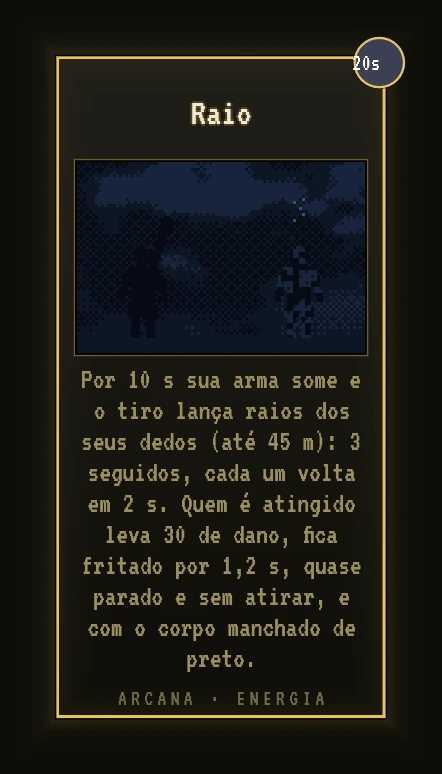 20s
Raio
Por 10 s sua arma some e
o tiro lança raios dos
seus dedos (até 45 m): 3
seguidos, cada um volta
em 2 s. Quem é atingido
leva 30 de dano, fica
fritado por 1,2 s, quase
parado e sem atirar, e
com o corpo manchado de
preto.
ARCANA · ENERGIA